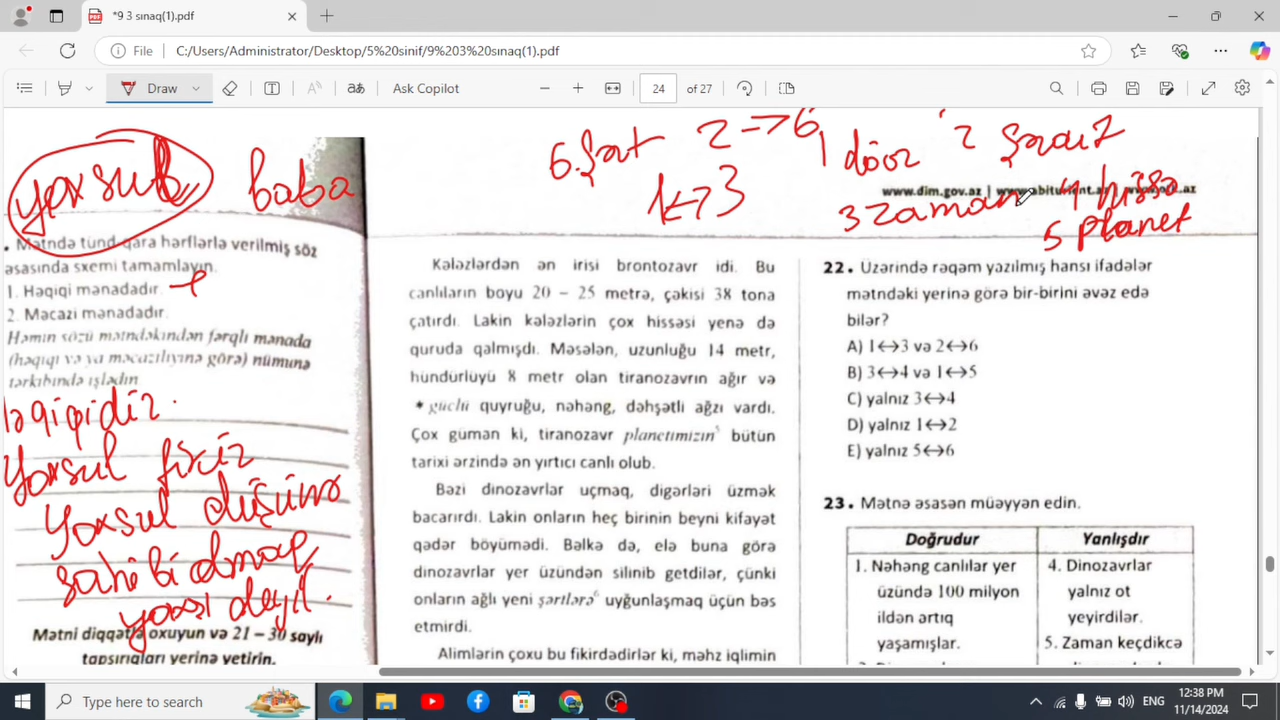 *9 3 sınaq(1).pdf
File C:/Users/Administrator/Desktop/5%20sinif/9%203%20sınaq(1).pdf
Draw
Ask Copilot
24 of 27
yoxsul baba
6.Şərt 2->6, 1 dövr 2 Şərait
1<->3
3 Zaman 4 hissə
5 planet
www.dim.gov.az |
. Mətndə tünd qara hərflərlə verilmiş söz
əsasında sxemi tamamlayın.
1. Həqiqi mənadadır. +
2. Məcazi mənadadır.
Həmin sözü mətndəkindən fərqli mənada
(həqiqi və ya məcaziliyinə görə) nümunə
tərkibində işlədin
həqiqidir.
Yoxsul fikir
Yoxsul düşüncə
sahibi olmaq
yaxşı deyil.
Mətni diqqətlə oxuyun və 21 – 30 saylı
tapşırıqları yerinə yetirin.
Kələzlərdən ən irisi brontozavr idi. Bu
canlıların boyu 20 – 25 metrə, çəkisi 38 tona
çatırdı. Lakin kələzlərin çox hissəsi yenə də
quruda qalmışdı. Məsələn, uzunluğu 14 metr,
hündürlüyü 8 metr olan tiranozavrın ağır və
* güclü quyruğu, nəhəng, dəhşətli ağzı vardı.
Çox güman ki, tiranozavr planetimizin⁵ bütün
tarixi ərzində ən yırtıcı canlı olub.
Bəzi dinozavrlar uçmaq, digərləri üzmək
bacarırdı. Lakin onların heç birinin beyni kifayət
qədər böyümədi. Bəlkə də, elə buna görə
dinozavrlar yer üzündən silinib getdilər, çünki
onların ağlı yeni şərtlərə⁶ uyğunlaşmaq üçün bəs
etmirdi.
Alimlərin çoxu bu fikirdədirlər ki, məhz iqlimin
22. Üzərində rəqəm yazılmış hansı ifadələr
mətndəki yerinə görə bir-birini əvəz edə
bilər?
A) 1↔3 və 2↔6
B) 3↔4 və 1↔5
C) yalnız 3↔4
D) yalnız 1↔2
E) yalnız 5↔6
23. Mətnə əsasən müəyyən edin.
Doğrudur Yanlışdır
1. Nəhəng canlılar yer
üzündə 100 milyon
ildən artıq
yaşamışlar.
4. Dinozavrlar
yalnız ot
yeyirdilər.
5. Zaman keçdikcə
Type here to search
ENG
12:38 PM
11/14/2024